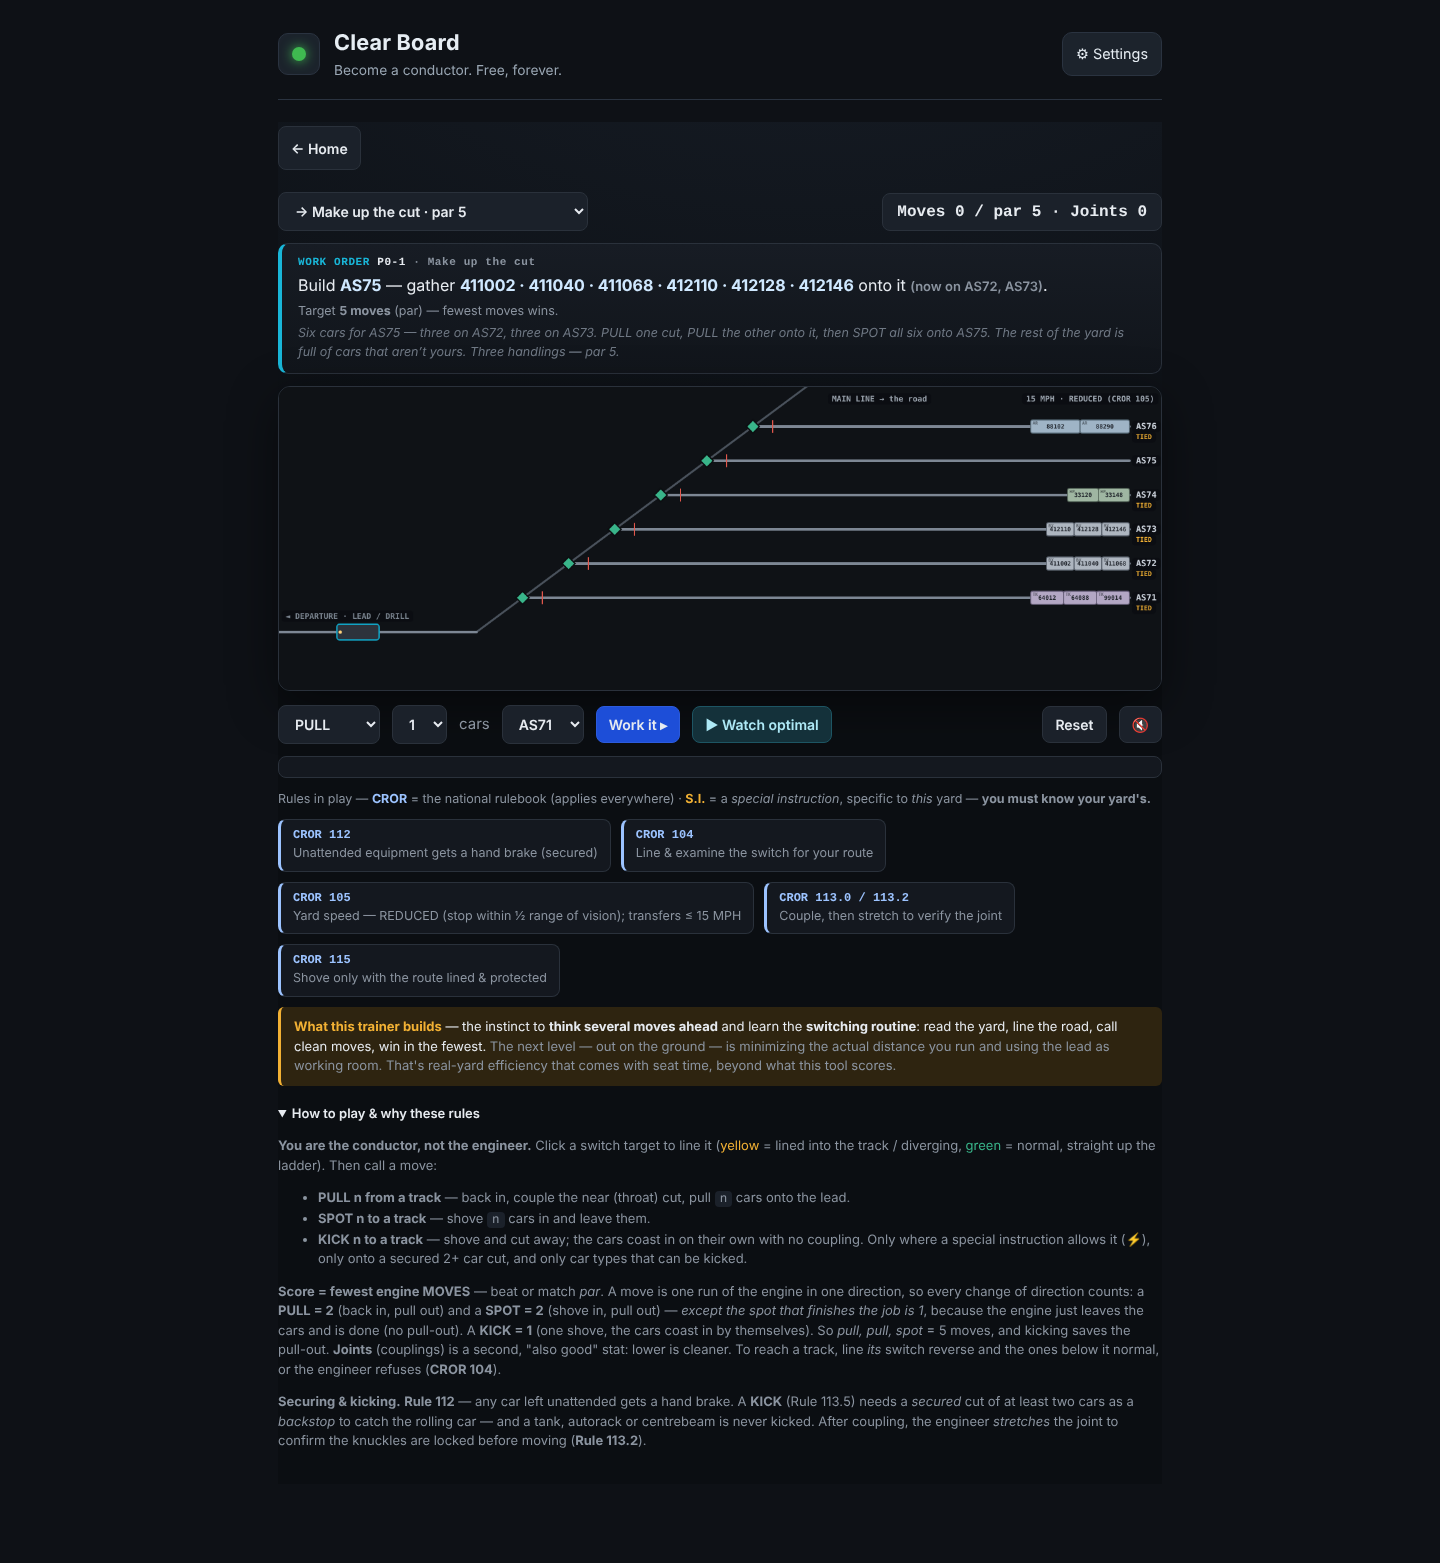 Clear Board
Become a conductor. Free, forever.
⚙ Settings
← Home
→ Make up the cut · par 5
Moves 0 / par 5 · Joints 0
WORK ORDER P0-1 · Make up the cut
Build AS75 — gather 411002 · 411040 · 411068 · 412110 · 412128 · 412146 onto it (now on AS72, AS73).
Target 5 moves (par) — fewest moves wins.
Six cars for AS75 — three on AS72, three on AS73. PULL one cut, PULL the other onto it, then SPOT all six onto AS75. The rest of the yard is
full of cars that aren't yours. Three handlings — par 5.
MAIN LINE → the road
15 MPH · REDUCED (CROR 105)
88102 88290 AS76
TIED
AS75
33120 33148 AS74
TIED
412110 412128 412146 AS73
TIED
411002 411040 411068 AS72
TIED
64012 64088 99014 AS71
TIED
◄ DEPARTURE · LEAD / DRILL
PULL 1 cars AS71 Work it ▸ ▶ Watch optimal Reset 🔇
Rules in play — CROR = the national rulebook (applies everywhere) · S.I. = a special instruction, specific to this yard — you must know your yard's.
CROR 112
Unattended equipment gets a hand brake (secured)
CROR 104
Line & examine the switch for your route
CROR 105
Yard speed — REDUCED (stop within ½ range of vision); transfers ≤ 15 MPH
CROR 113.0 / 113.2
Couple, then stretch to verify the joint
CROR 115
Shove only with the route lined & protected
What this trainer builds — the instinct to think several moves ahead and learn the switching routine: read the yard, line the road, call
clean moves, win in the fewest. The next level — out on the ground — is minimizing the actual distance you run and using the lead as
working room. That's real-yard efficiency that comes with seat time, beyond what this tool scores.
▼ How to play & why these rules
You are the conductor, not the engineer. Click a switch target to line it (yellow = lined into the track / diverging, green = normal, straight up the
ladder). Then call a move:
• PULL n from a track — back in, couple the near (throat) cut, pull n cars onto the lead.
• SPOT n to a track — shove n cars in and leave them.
• KICK n to a track — shove and cut away; the cars coast in on their own with no coupling. Only where a special instruction allows it (⚡),
only onto a secured 2+ car cut, and only car types that can be kicked.
Score = fewest engine MOVES — beat or match par. A move is one run of the engine in one direction, so every change of direction counts: a
PULL = 2 (back in, pull out) and a SPOT = 2 (shove in, pull out) — except the spot that finishes the job is 1, because the engine just leaves the
cars and is done (no pull-out). A KICK = 1 (one shove, the cars coast in by themselves). So pull, pull, spot = 5 moves, and kicking saves the
pull-out. Joints (couplings) is a second, "also good" stat: lower is cleaner. To reach a track, line its switch reverse and the ones below it normal,
or the engineer refuses (CROR 104).
Securing & kicking. Rule 112 — any car left unattended gets a hand brake. A KICK (Rule 113.5) needs a secured cut of at least two cars as a
backstop to catch the rolling car — and a tank, autorack or centrebeam is never kicked. After coupling, the engineer stretches the joint to
confirm the knuckles are locked before moving (Rule 113.2).